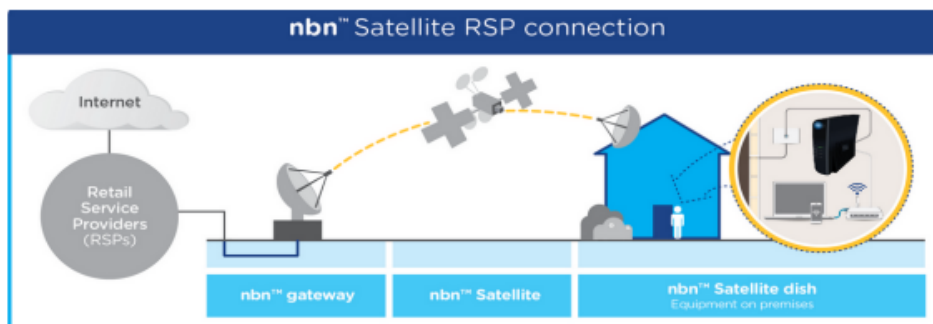 nbn™ Satellite RSP connection
Internet
Retail
Service
Providers
(RSPs)
nbn™ gateway
nbn™ Satellite
nbn™ Satellite dish
Equipment on premises